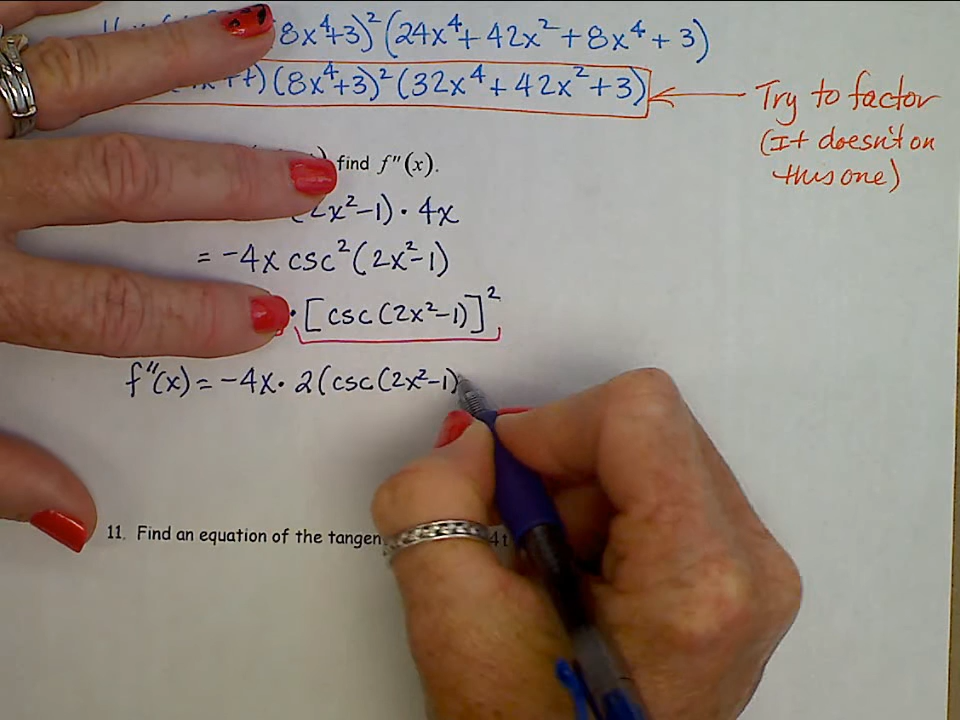 8x⁴+3)² (24x⁴ + 42x² + 8x⁴ + 3)
(8x⁴+3)² (32x⁴ + 42x² + 3)
Try to factor
(It doesn't on
this one)
find f"(x).
2x²-1) · 4x
= -4x csc²(2x²-1)
· [csc(2x²-1)]²
f"(x) = -4x · 2(csc(2x²-1)
11. Find an equation of the